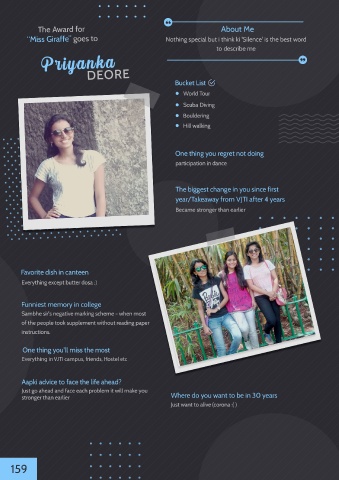 The Award for
"Miss Giraffe" goes to
Priyanka
DEORE
About Me
Nothing special but i think ki 'Silence' is the best word
to describe me
Bucket List
World Tour
Scuba Diving
Bouldering
Hill walking
One thing you regret not doing
participation in dance
The biggest change in you since first
year/Takeaway from VJTI after 4 years
Became stronger than earlier
Favorite dish in canteen
Everything except butter dosa ;)
Funniest memory in college
Sambhe sir's negative marking scheme - when most
of the people took supplement without reading paper
instructions.
One thing you'll miss the most
Everything in VJTI campus, friends, Hostel etc
Aapki advice to face the life ahead?
Just go ahead and face each problem it will make you
stronger than earlier
Where do you want to be in 30 years
Just want to alive (corona :( )
159